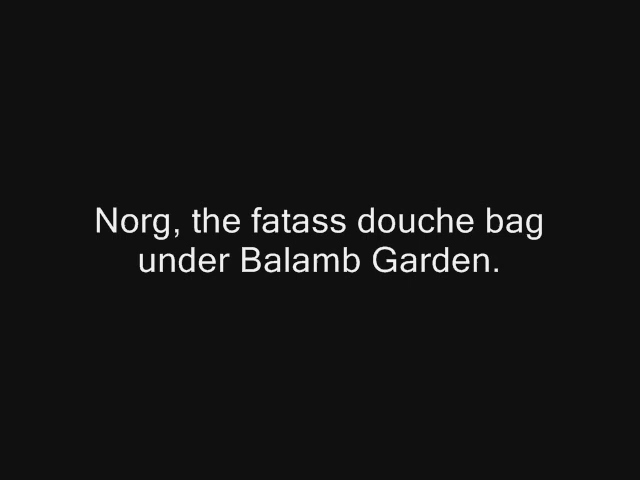 Norg, the fatass douche bag
under Balamb Garden.